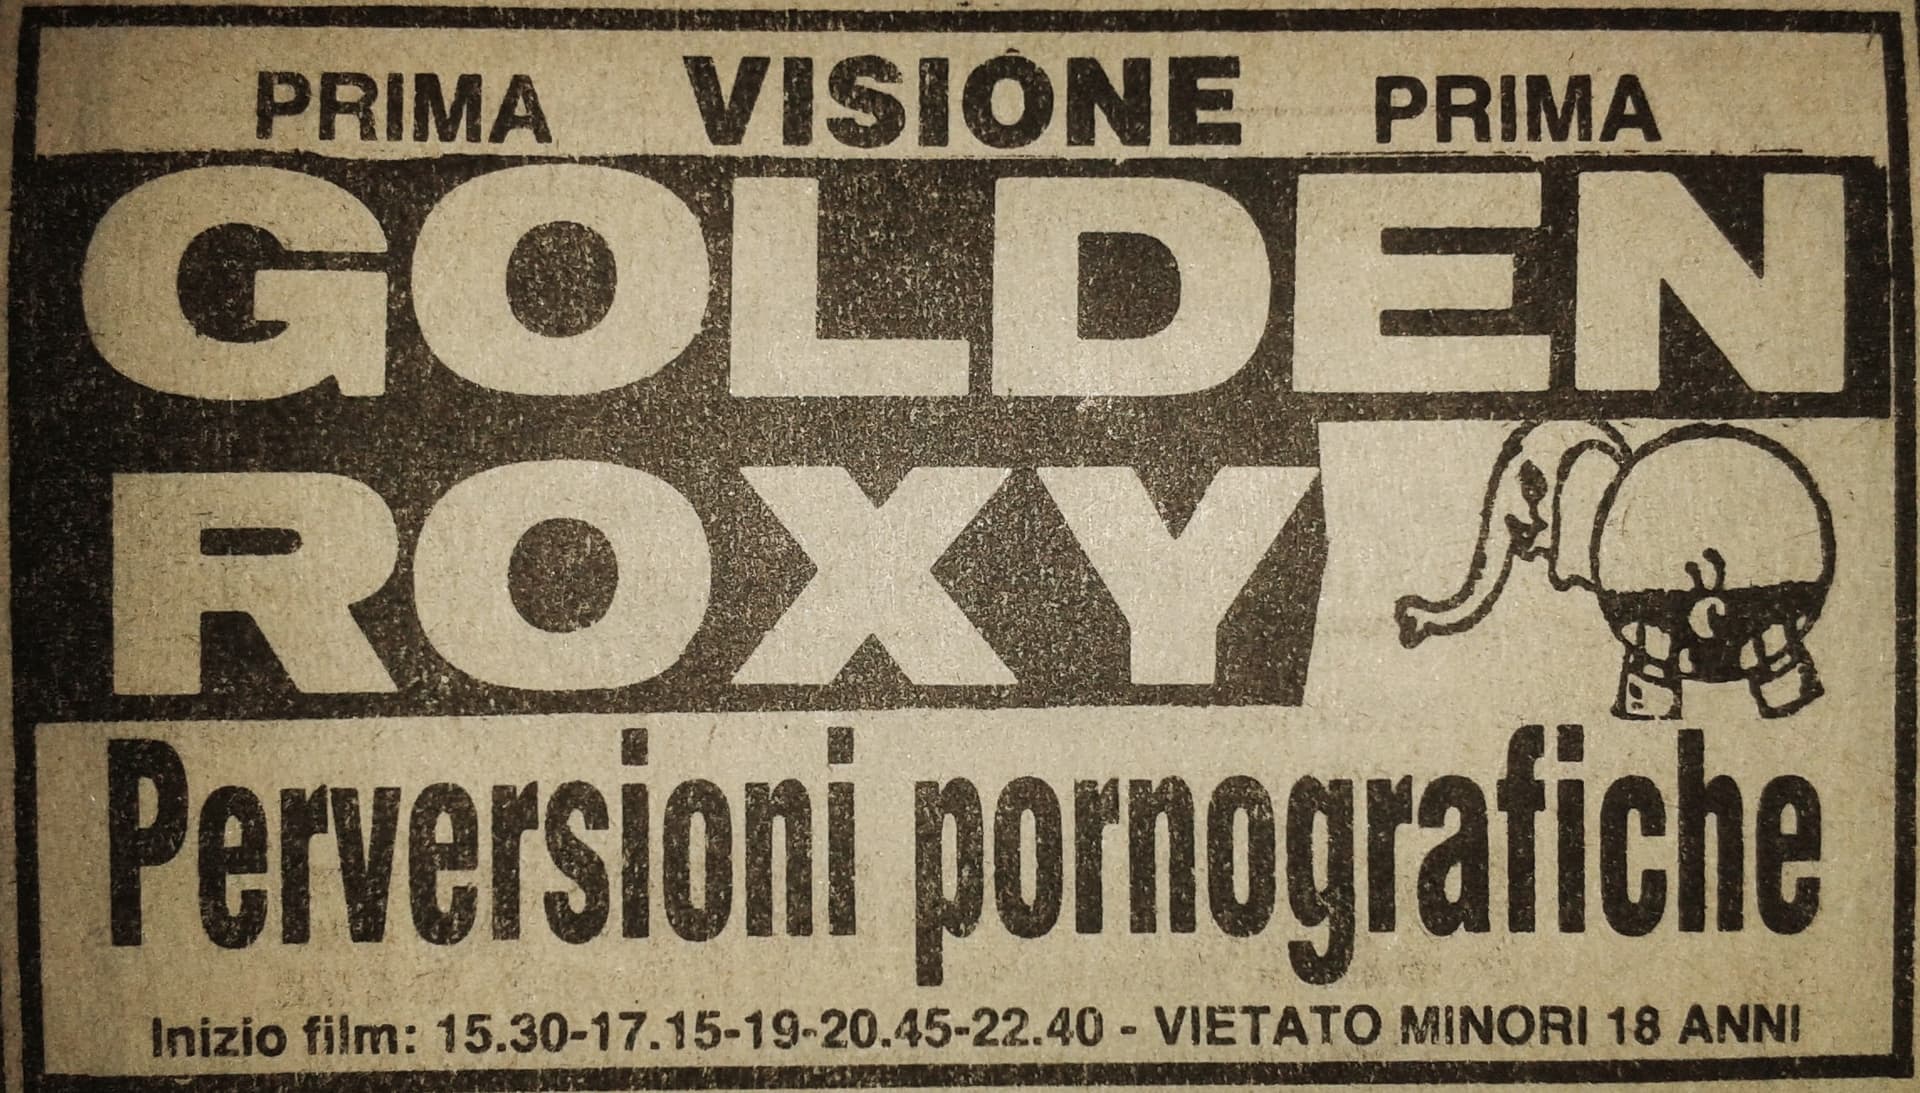 PRIMA VISIONE PRIMA
GOLDEN
ROXY
Perversioni pornografiche
Inizio film: 15.30-17.15-19-20.45-22.40 - VIETATO MINORI 18 ANNI